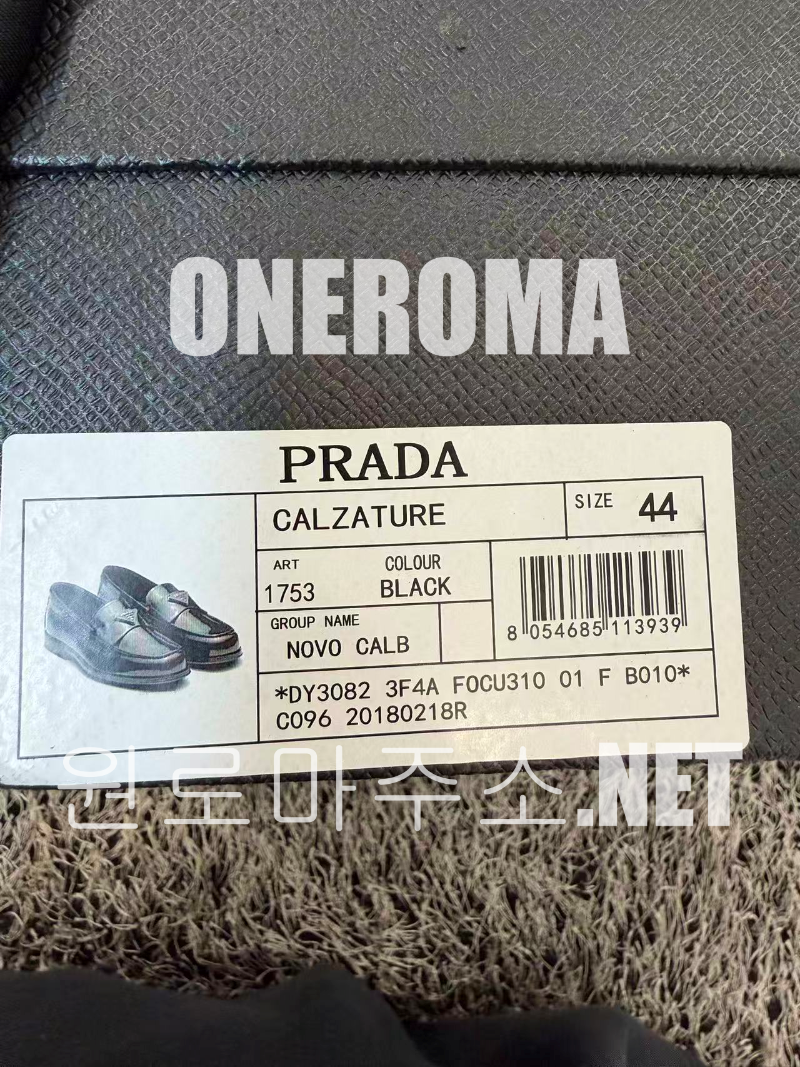 ONEROMA
PRADA
CALZATURE
SIZE 44
ART
1753
COLOUR
BLACK
GROUP NAME
NOVO CALB
8 054685 113939
*DY3082 3F4A F0CU310 01 F B010*
C096 20180218R
원로마주소.NET